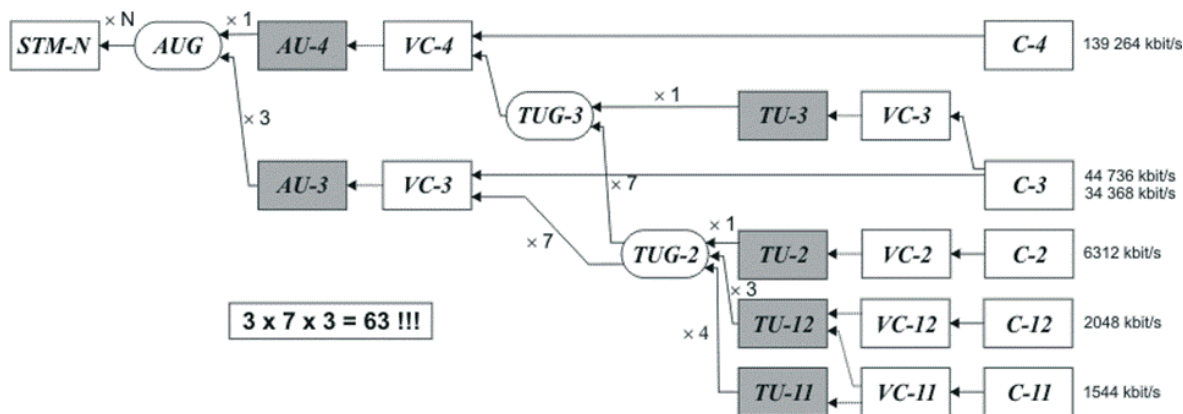 × N
× 1
STM-N
AUG
AU-4
VC-4
C-4
139 264 kbit/s
× 1
TUG-3
TU-3
VC-3
× 3
AU-3
VC-3
× 7
C-3
44 736 kbit/s
34 368 kbit/s
× 7
TUG-2
× 1
TU-2
VC-2
C-2
6312 kbit/s
× 3
3 x 7 x 3 = 63 !!!
× 4
TU-12
VC-12
C-12
2048 kbit/s
TU-11
VC-11
C-11
1544 kbit/s